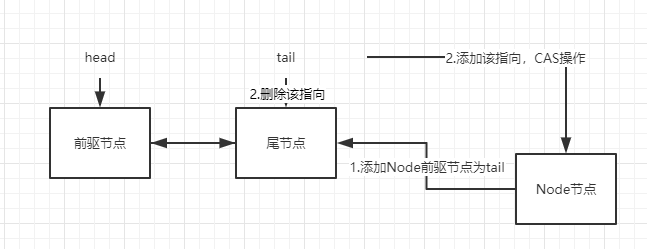 head
tail
2.添加该指向，CAS操作
2.删除该指向
前驱节点
尾节点
1.添加Node前驱节点为tail
Node节点